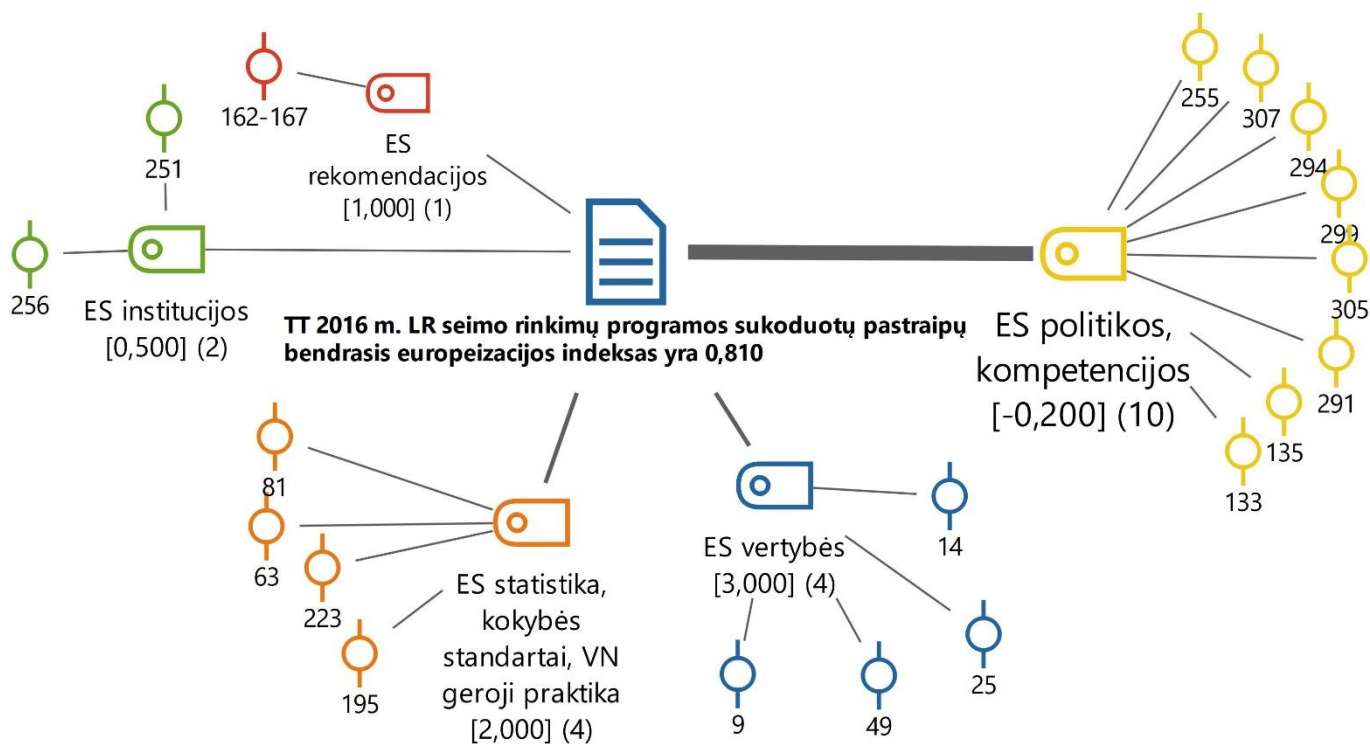 162-167
ES
rekomendacijos
[1,000] (1)
251
256
ES institucijos
[0,500] (2)
TT 2016 m. LR seimo rinkimų programos sukoduotų pastraipų
bendrasis europeizacijos indeksas yra 0,810
255
307
294
299
305
291
135
133
ES politikos,
kompetencijos
[-0,200] (10)
81
63
223
195
ES statistika,
kokybės
standartai, VN
geroji praktika
[2,000] (4)
ES vertybės
[3,000] (4)
14
25
9
49